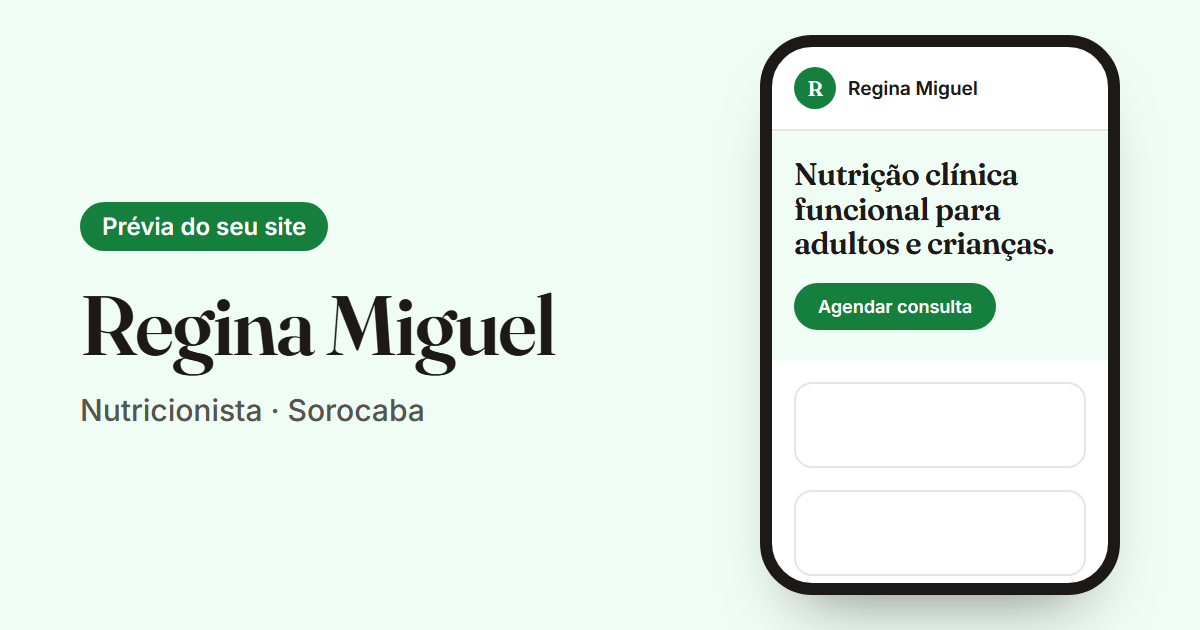 Prévia do seu site
Regina Miguel
Nutricionista · Sorocaba
R
Regina Miguel
Nutrição clínica
funcional para
adultos e crianças.
Agendar consulta